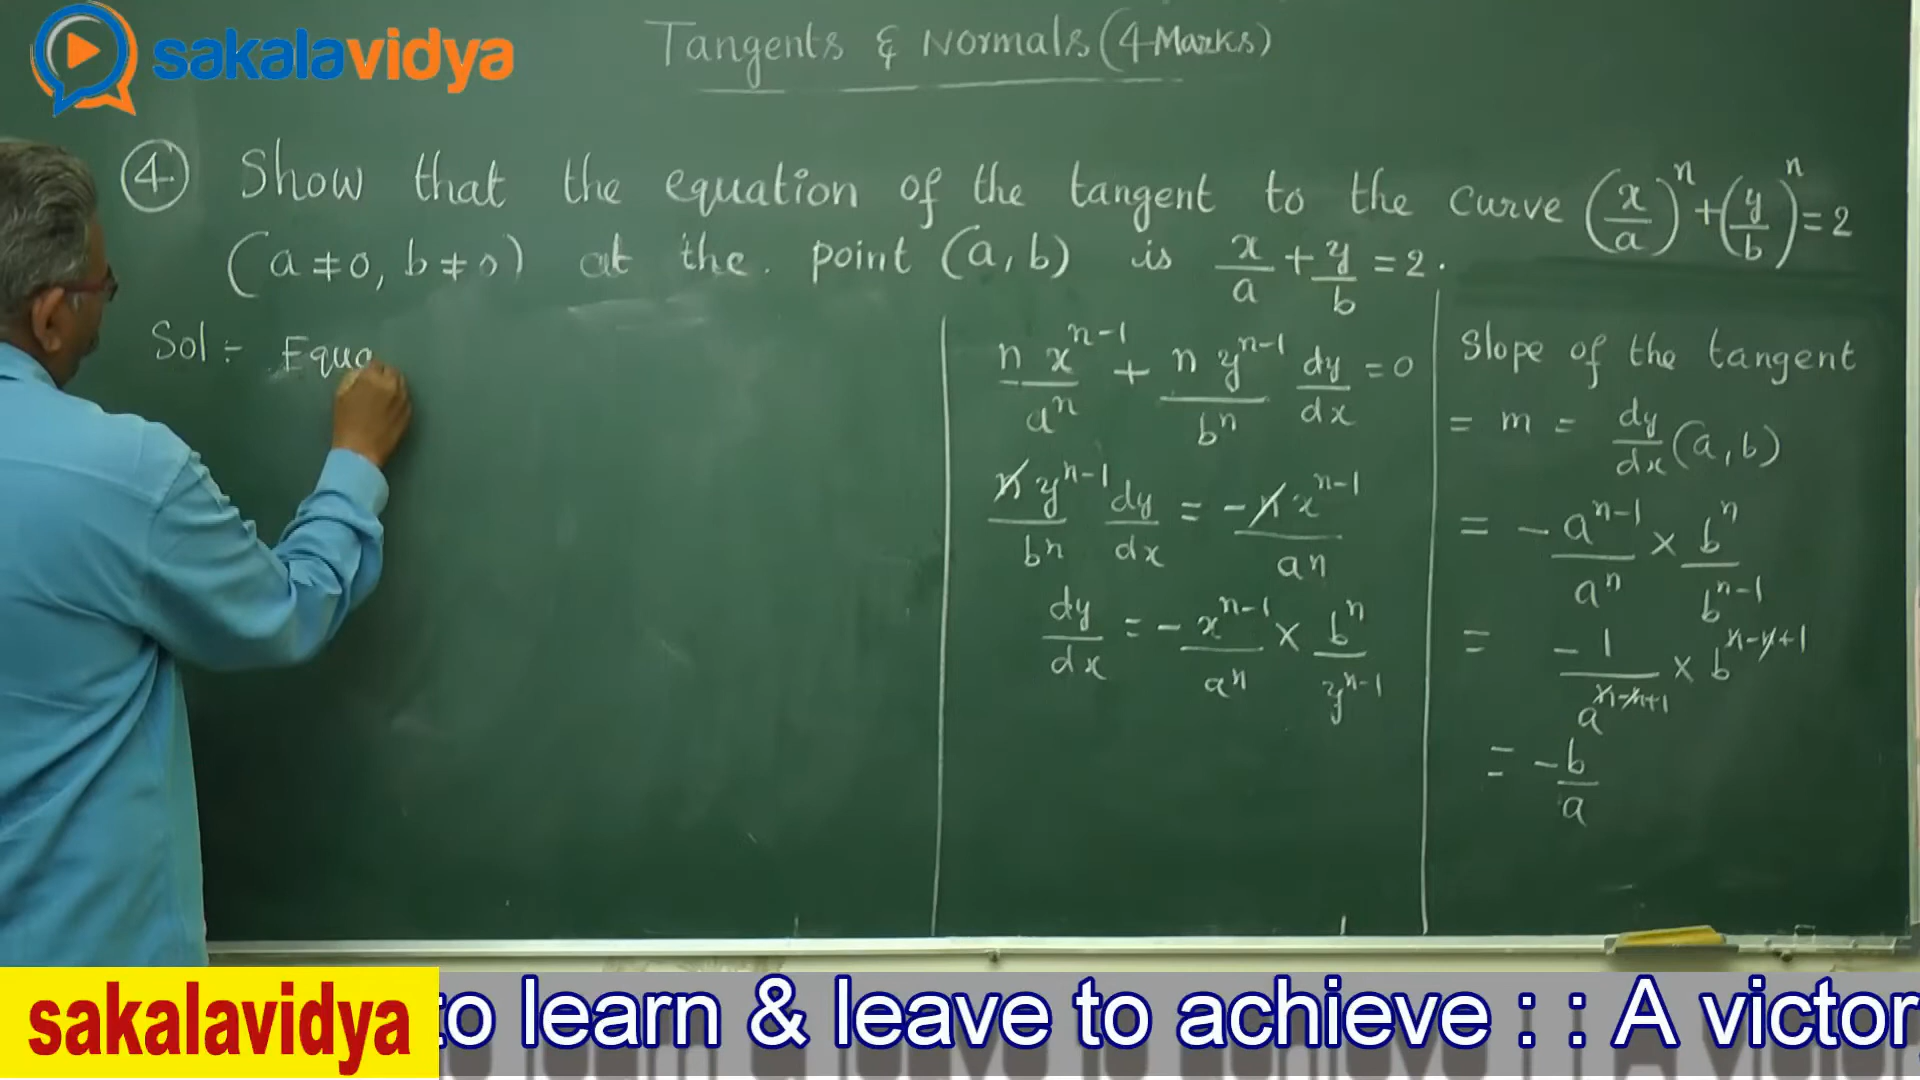 sakalavidya
Tangents & Normals (4 Marks)
④ Show that the equation of the tangent to the curve (x/a)^n + (y/b)^n = 2
(a ≠ 0, b ≠ 0) at the point (a, b) is x/a + y/b = 2.
Sol :- Equa
n x^(n-1)/a^n + n y^(n-1)/b^n dy/dx = 0
n y^(n-1)/b^n dy/dx = - n x^(n-1)/a^n
dy/dx = - x^(n-1)/a^n × b^n/y^(n-1)
Slope of the tangent
= m = dy/dx (a, b)
= - a^(n-1)/a^n × b^n/b^(n-1)
= -1/a^(n-n+1) × b^(n-n+1)
= -b/a
sakalavidya
to learn & leave to achieve : : A victor